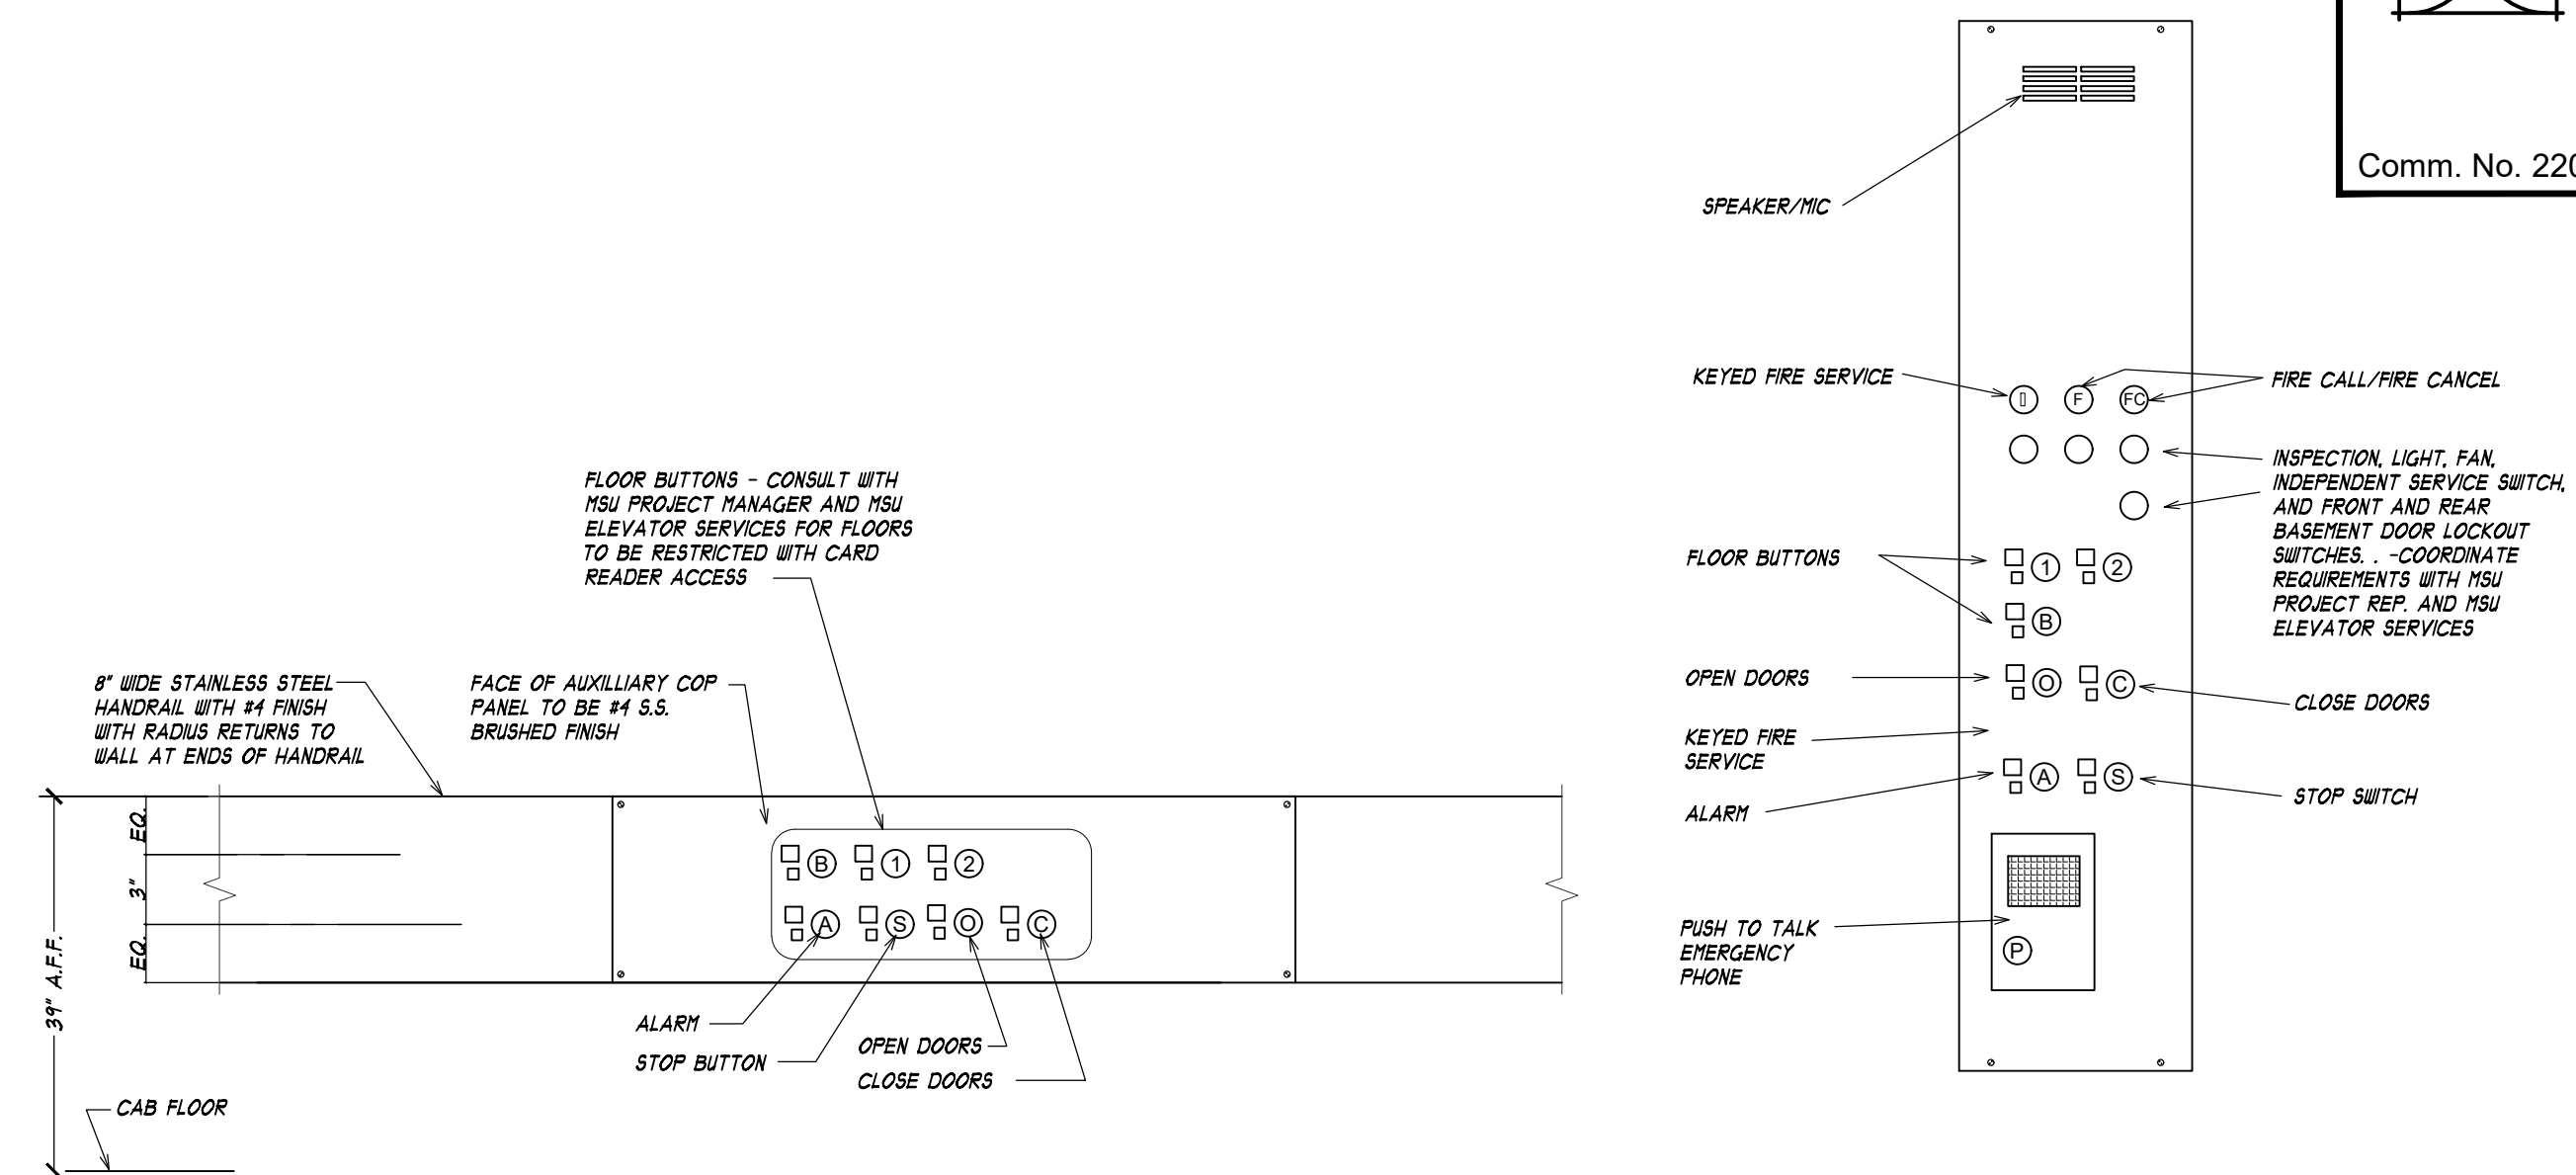 Comm. No. 220
SPEAKER/MIC
KEYED FIRE SERVICE
F
FC
FIRE CALL/FIRE CANCEL
INSPECTION, LIGHT, FAN,
INDEPENDENT SERVICE SWITCH,
AND FRONT AND REAR
BASEMENT DOOR LOCKOUT
SWITCHES. . -COORDINATE
REQUIREMENTS WITH MSU
PROJECT REP. AND MSU
ELEVATOR SERVICES
FLOOR BUTTONS
1
2
B
OPEN DOORS
O
C
CLOSE DOORS
KEYED FIRE
SERVICE
ALARM
A
S
STOP SWITCH
PUSH TO TALK
EMERGENCY
PHONE
P
FLOOR BUTTONS - CONSULT WITH
MSU PROJECT MANAGER AND MSU
ELEVATOR SERVICES FOR FLOORS
TO BE RESTRICTED WITH CARD
READER ACCESS
8" WIDE STAINLESS STEEL
HANDRAIL WITH #4 FINISH
WITH RADIUS RETURNS TO
WALL AT ENDS OF HANDRAIL
FACE OF AUXILLIARY COP
PANEL TO BE #4 S.S.
BRUSHED FINISH
EQ.
3"
EQ.
39" A.F.F.
B
1
2
A
S
O
C
ALARM
STOP BUTTON
OPEN DOORS
CLOSE DOORS
CAB FLOOR